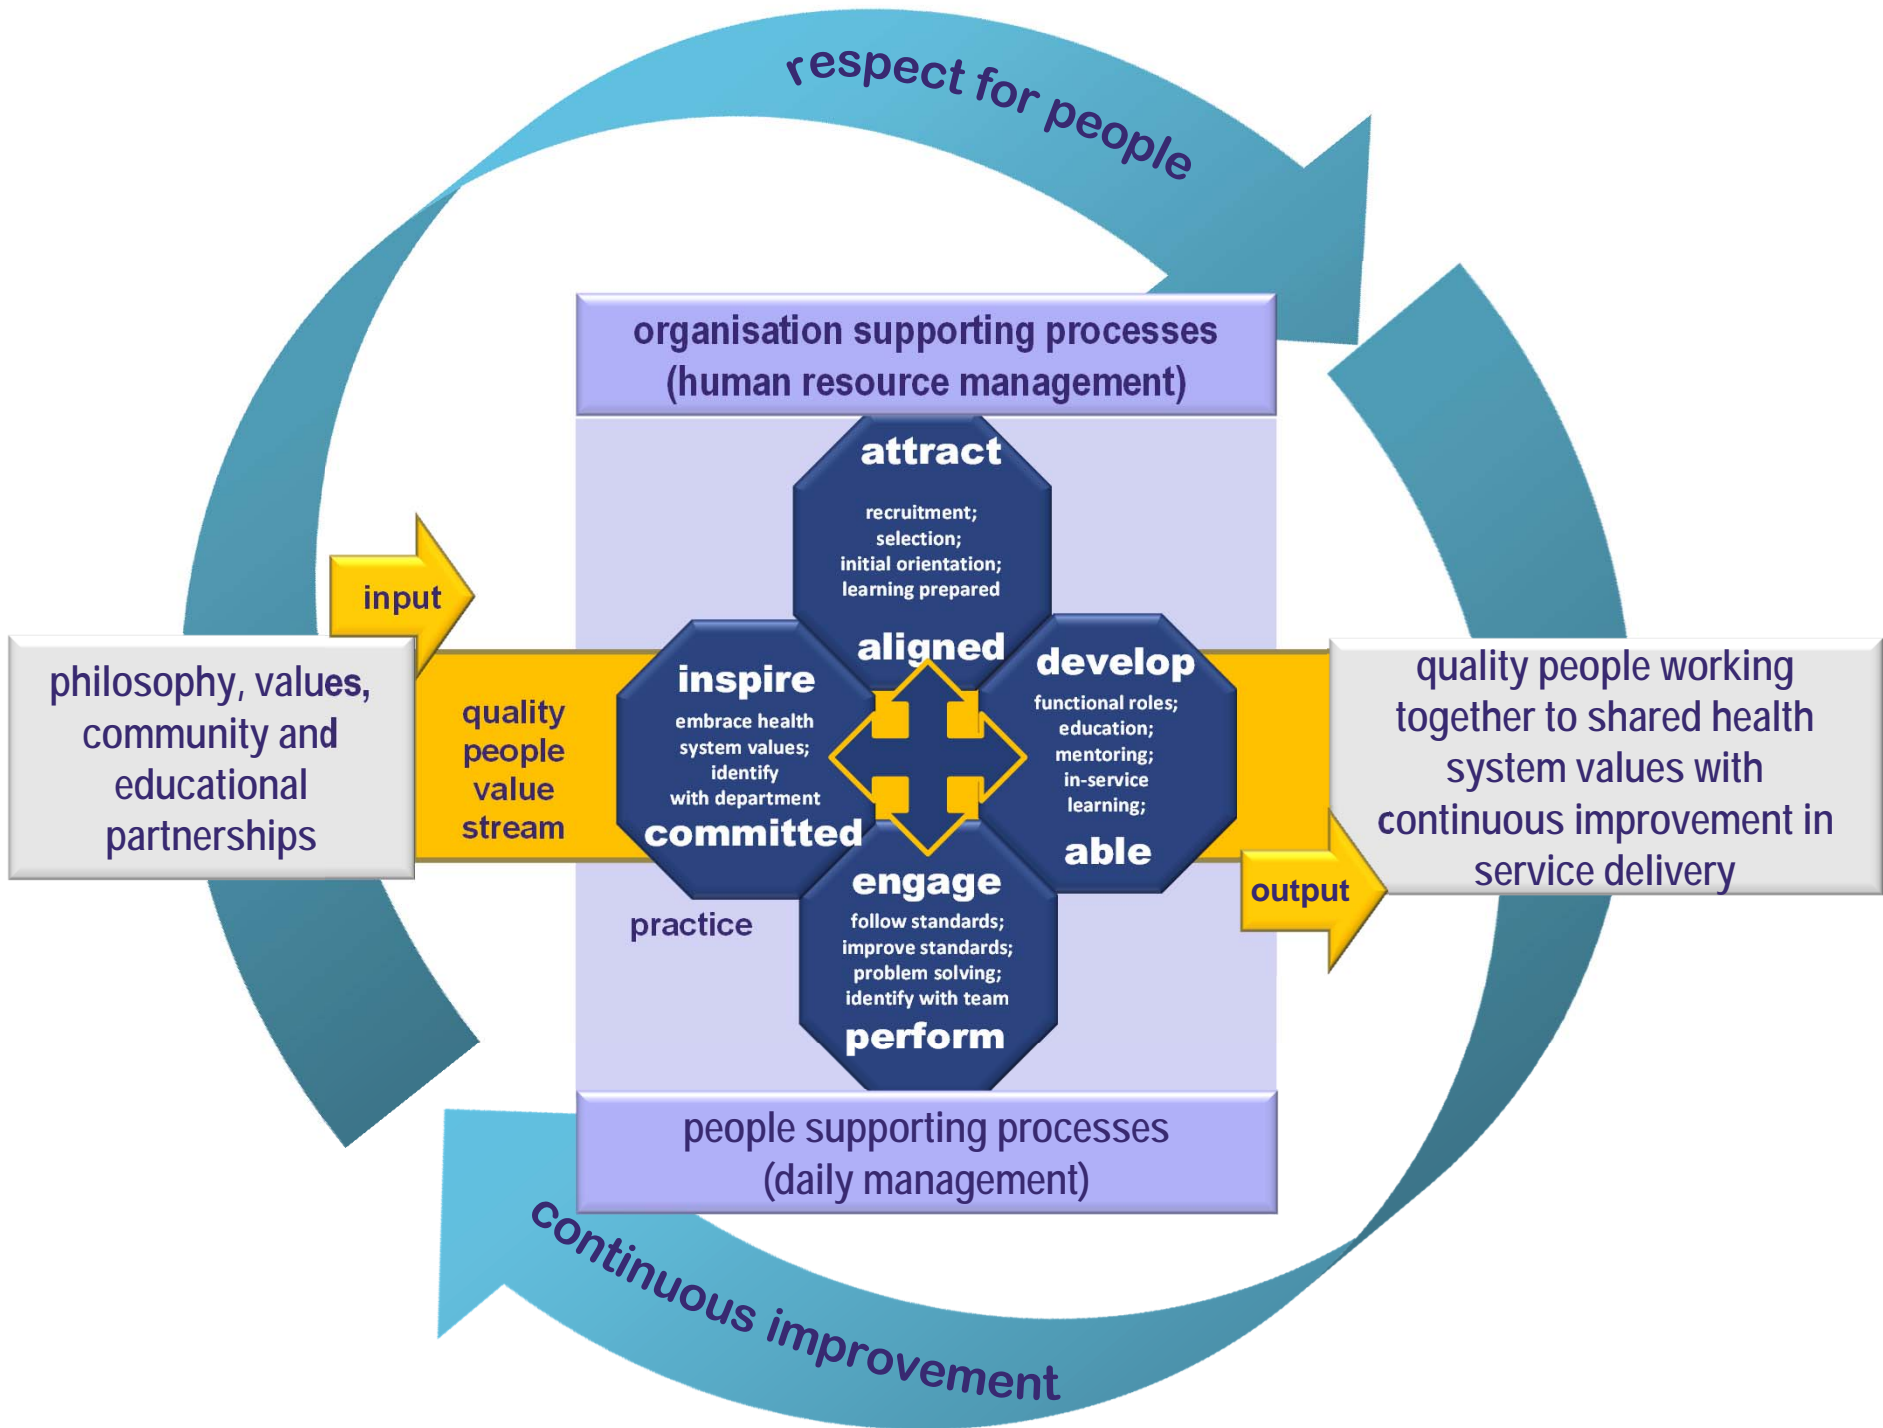 respect for people
organisation supporting processes
(human resource management)
attract
recruitment;
selection;
initial orientation;
learning prepared
aligned
input
philosophy, values,
community and
educational
partnerships
quality
people
value
stream
inspire
embrace health
system values;
identify
with department
committed
develop
functional roles;
education;
mentoring;
in-service
learning;
able
quality people working
together to shared health
system values with
continuous improvement in
service delivery
output
practice
engage
follow standards;
improve standards;
problem solving;
identify with team
perform
people supporting processes
(daily management)
continuous improvement